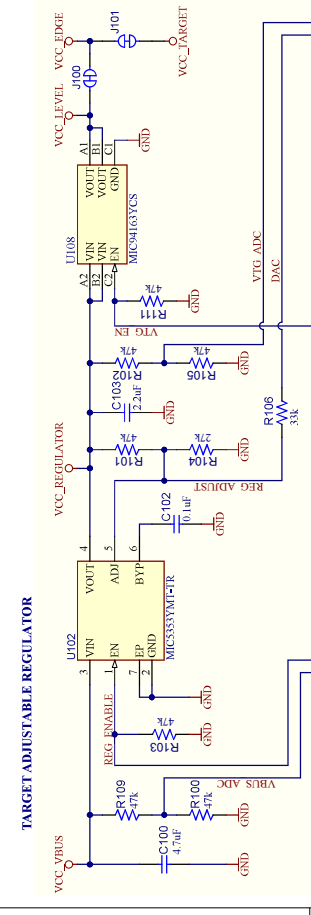 TARGET ADJUSTABLE REGULATOR
VCC_VBUS
C100
4.7uF
GND
R109
47k
R100
47k
GND
VBUS_ADC
REG_ENABLE
R103
47k
GND
U102
3
VIN
VOUT
4
1
EN
ADJ
5
7
EP
BYP
6
2
GND
MIC5353YMT-TR
GND
C102
0.1uF
GND
REG_ADJUST
VCC_REGULATOR
R101
47k
R104
27k
GND
C103
2.2uF
GND
R102
47k
R105
47k
GND
R106
33k
VTG_ADC
DAC
VTG_EN
R111
47k
GND
U108
A2
VIN
VOUT
A1
B2
VIN
VOUT
B1
C2
EN
GND
C1
MIC94163YCS
GND
VCC_LEVEL
J100
VCC_EDGE
J101
VCC_TARGET